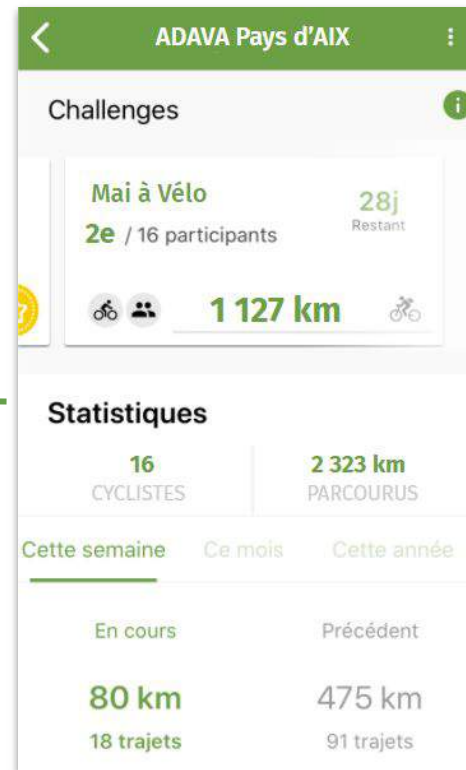 ADAVA Pays d'AIX
Challenges
Mai à Vélo
28j
2e / 16 participants
Restant
1 127 km
Statistiques
16
2 323 km
CYCLISTES
PARCOURUS
Cette semaine
Ce mois
Cette année
En cours
Précédent
80 km
475 km
18 trajets
91 trajets